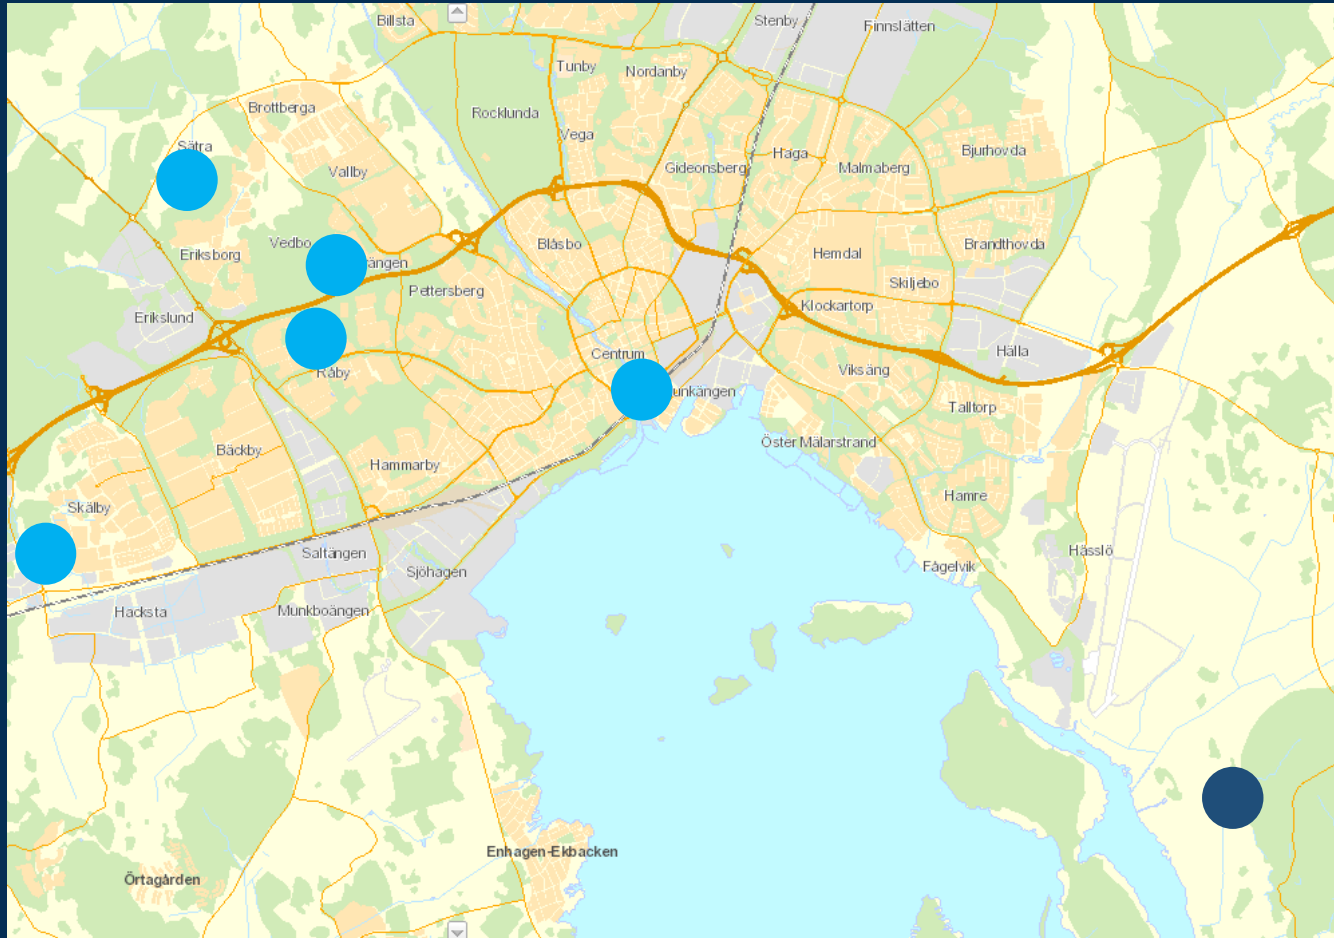 Billsta
Stenby
Finnslätten
Tunby
Nordanby
Brottberga
Rocklunda
Vega
Sätra
Haga
Bjurhovda
Gideonsberg
Malmaberg
Vallby
Vedbo
Blåsbo
Brandthovda
Eriksborg
Hemdal
ängen
Skiljebo
Pettersberg
Klockartorp
Erikslund
Centrum
Hälla
Råby
Viksäng
unkängen
Talltorp
Bäckby
Öster Mälarstrand
Hammarby
Hamre
Skälby
Saltängen
Hässlö
Sjöhagen
Fågelvik
Hacksta
Munkboängen
Enhagen-Ekbacken
Örtagården